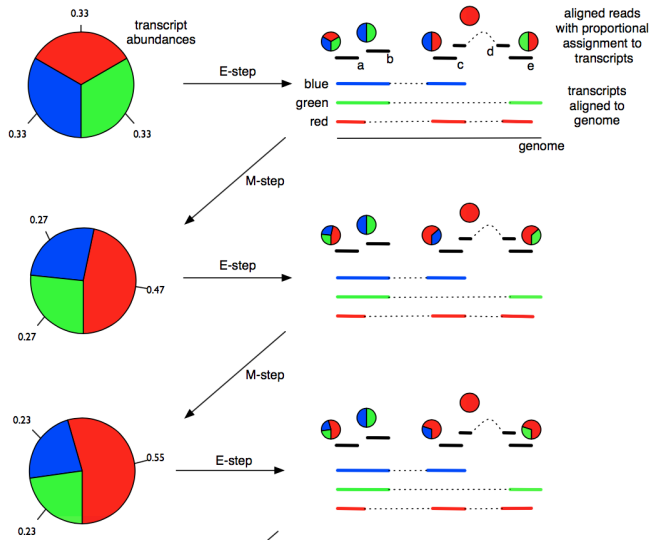 0.33
transcript
abundances
0.33
0.33
E-step
a
b
c
d
e
aligned reads
with proportional
assignment to
transcripts
blue
green
red
transcripts
aligned to
genome
genome
M-step
0.27
0.47
0.27
E-step
M-step
0.23
0.55
0.23
E-step